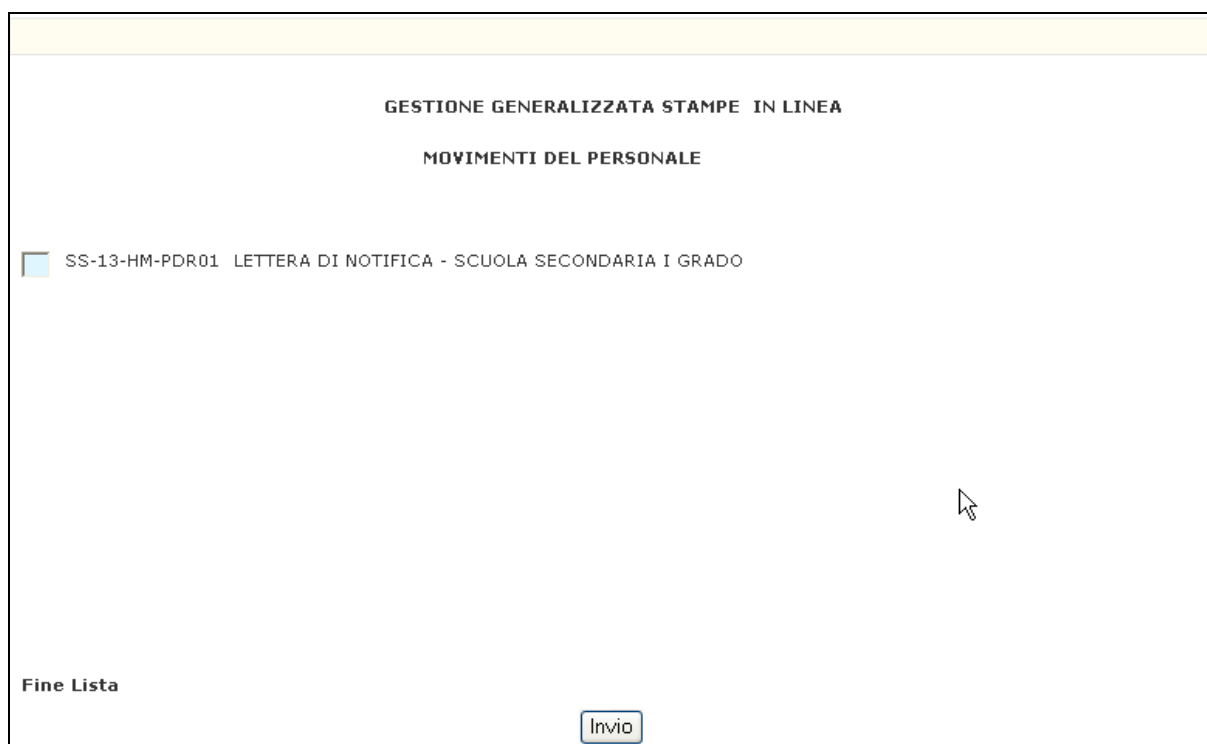 GESTIONE GENERALIZZATA STAMPE  IN LINEA
MOVIMENTI DEL PERSONALE
SS-13-HM-PDR01  LETTERA DI NOTIFICA - SCUOLA SECONDARIA I GRADO
Fine Lista
Invio